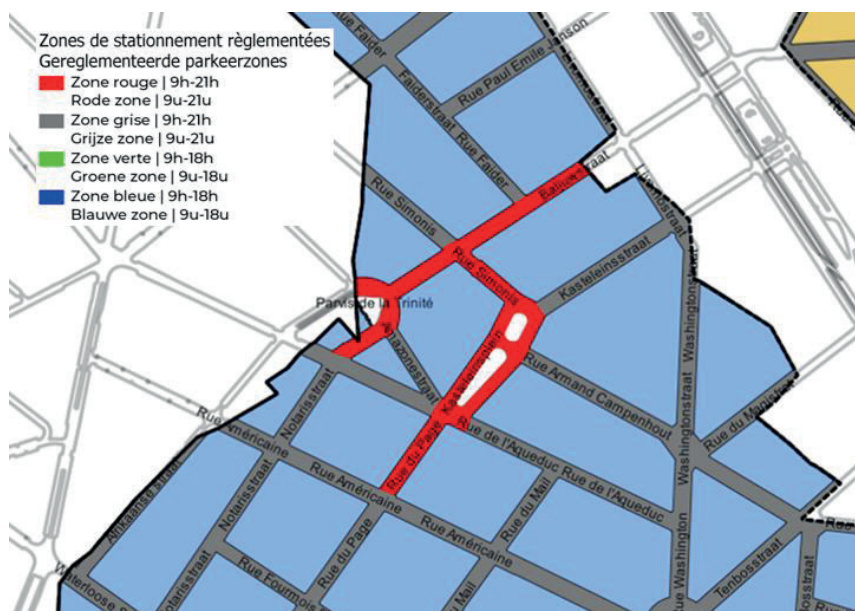 Zones de stationnement règlementées
Gereglementeerde parkeerzones
Zone rouge | 9h-21h
Rode zone | 9u-21u
Zone grise | 9h-21h
Grijze zone | 9u-21u
Zone verte | 9h-18h
Groene zone | 9u-18u
Zone bleue | 9h-18h
Blauwe zone | 9u-18u
Rue Faider
Faiderstraat
Rue Paul Emile Janson
Rue Faider
Rue Simonis
Rue Simonis
Kasteleinsstraat
Parvis de la Trinité
Amazonestraat
Kasteleinsplein
Washingtonstraat
Rue Armand Campenhout
Notarisstraat
Rue Américaine
Rue du Page
Rue de l'Aqueduc
Rue de l'Aqueduc
Rue du Magistrat
Washingtonstraat
Notarisstraat
Rue Américaine
Rue du Page
Rue du Mail
Rue Américaine
Rue Washington
Tenbosstraat
Rue Fourmois